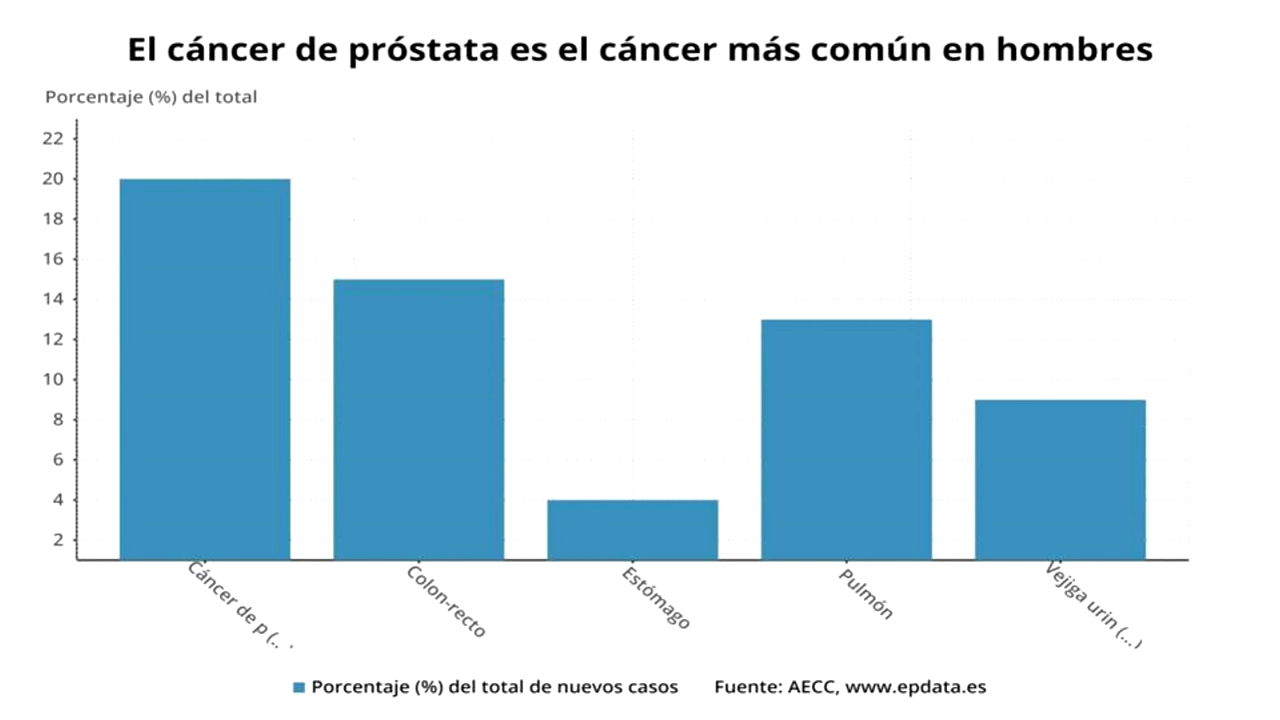 El cáncer de próstata es el cáncer más común en hombres
Porcentaje (%) del total
22
20
18
16
14
12
10
8
6
4
2
Cáncer de p (...)
Colon-recto
Estómago
Pulmón
Vejiga urin (...)
Porcentaje (%) del total de nuevos casos
Fuente: AECC, www.epdata.es